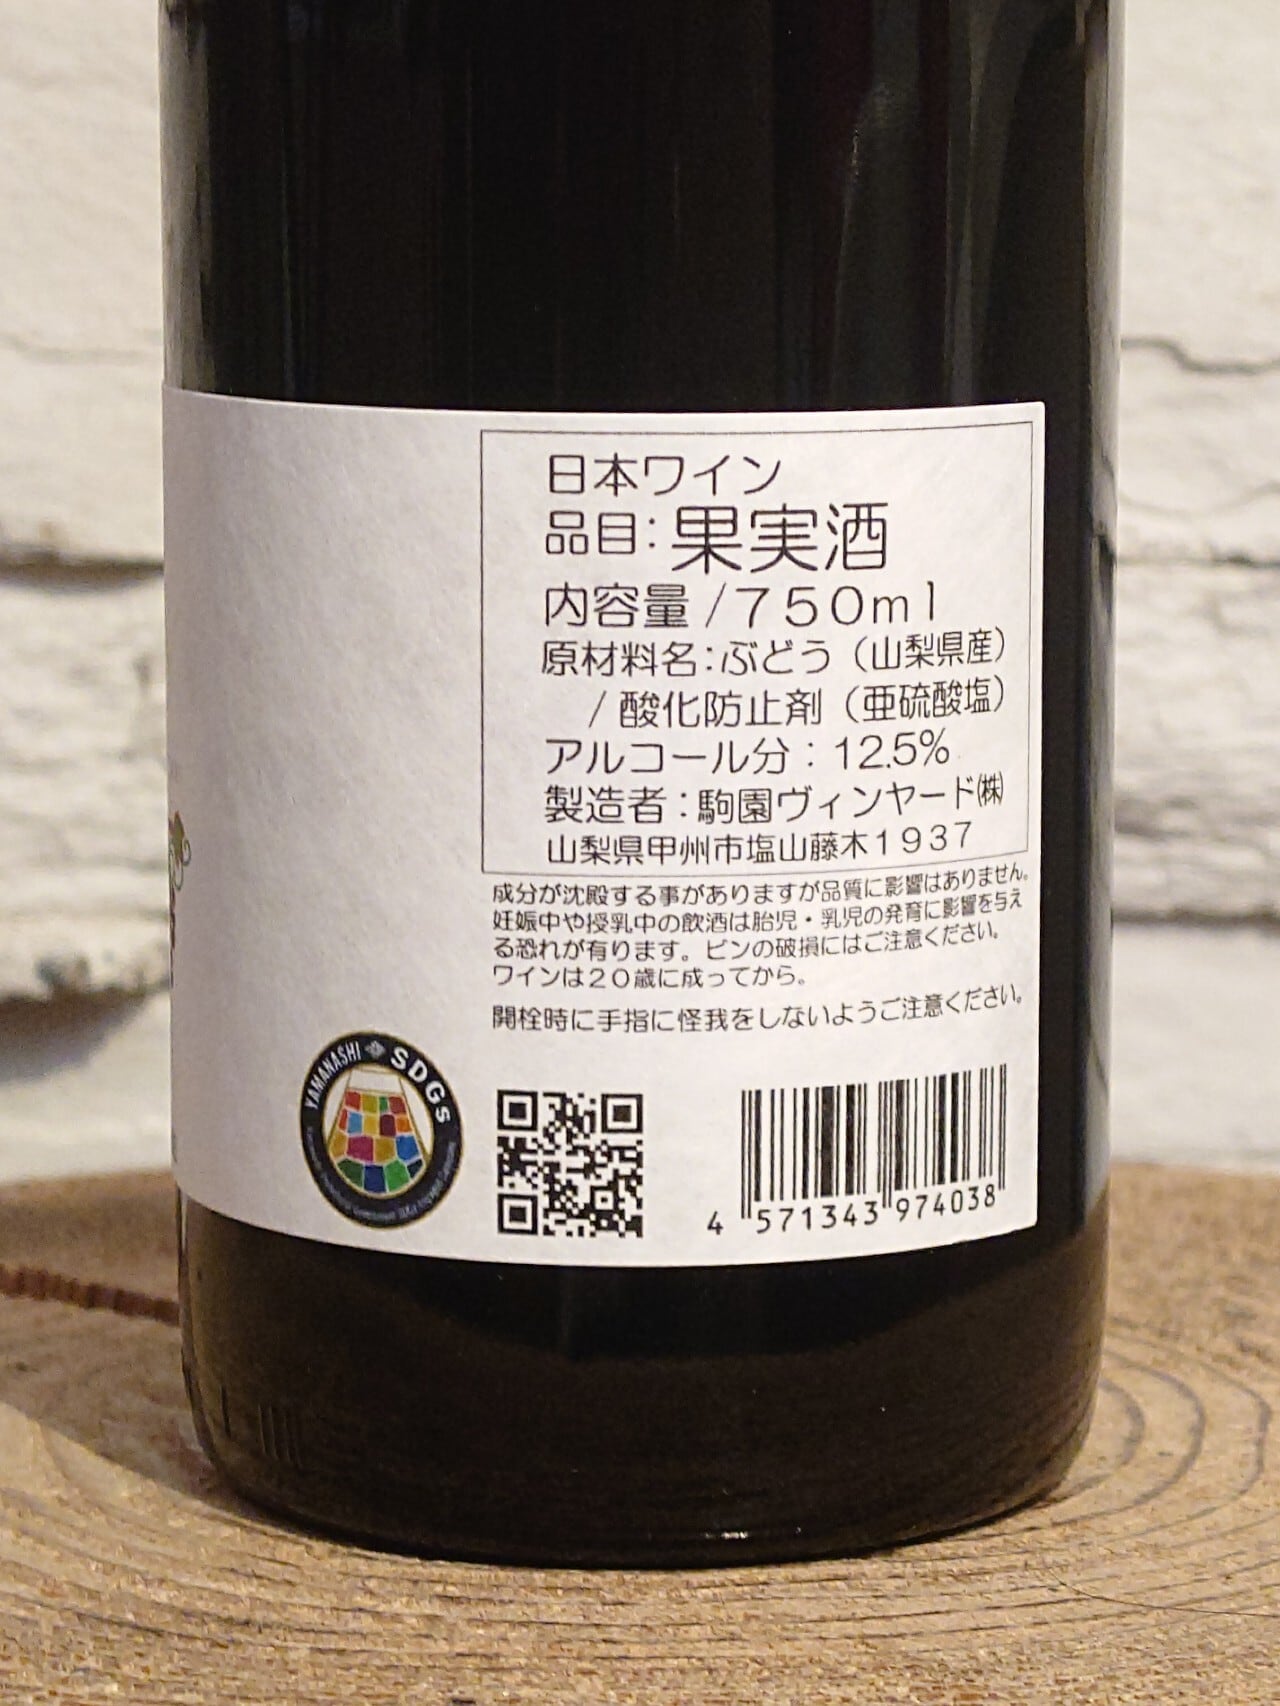 日本ワイン
品目：果実酒
内容量/７５０ml
原材料名：ぶどう（山梨県産）
/酸化防止剤（亜硫酸塩）
アルコール分：12.5%
製造者：駒園ヴィンヤード㈱
山梨県甲州市塩山藤木１９３７
成分が沈殿する事がありますが品質に影響はありません。
妊娠中や授乳中の飲酒は胎児・乳児の発育に影響を与え
る恐れが有ります。ビンの破損にはご注意ください。
ワインは２０歳に成ってから。
開栓時に手指に怪我をしないようご注意ください。
YAMANASHI SDGs
4 571343 974038